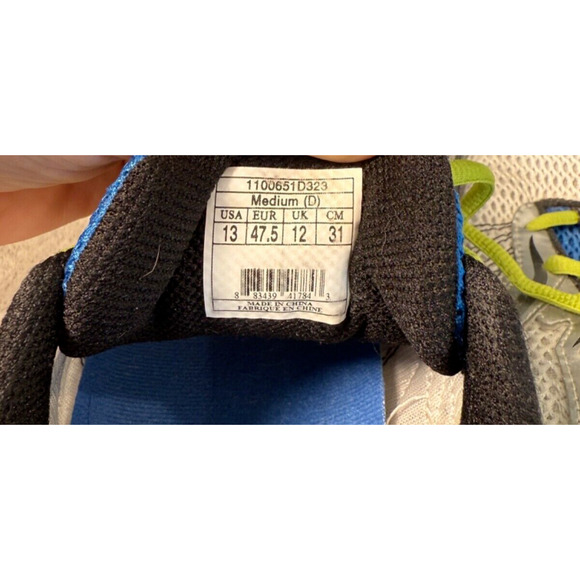 1100651D323
Medium (D)
USA EUR UK CM
13 47.5 12 31
8 83439 41784 3
MADE IN CHINA
FABRIQUE EN CHINE